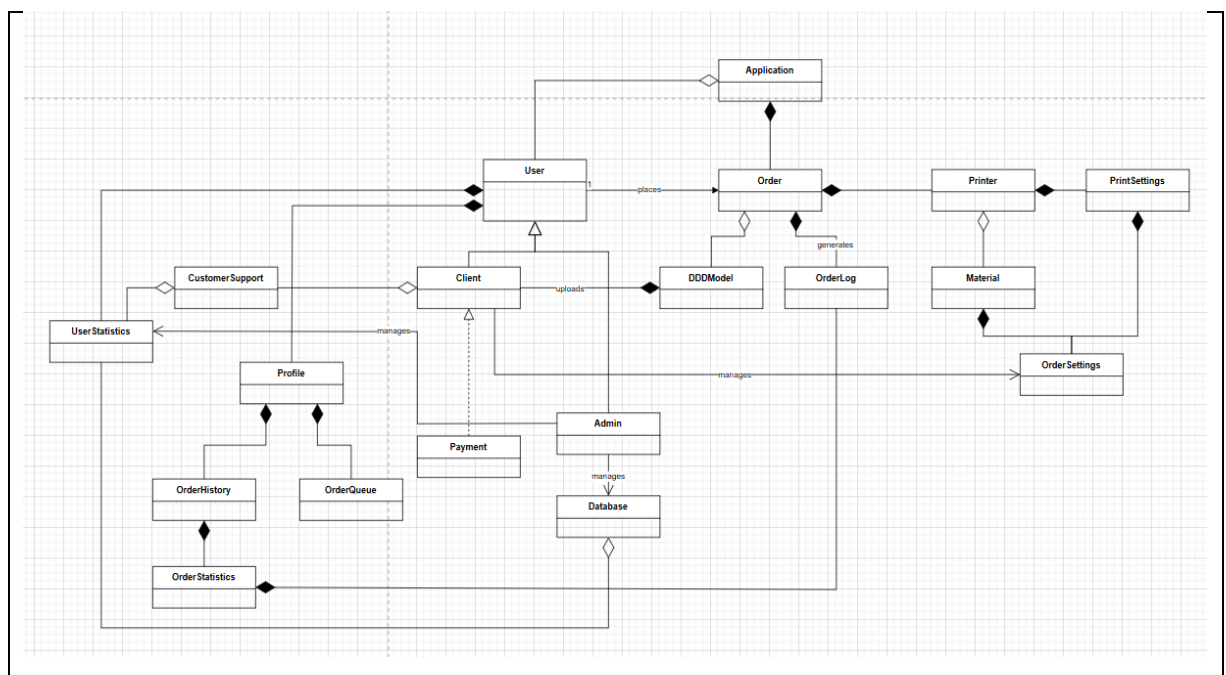 Application
User
1
places
Order
Printer
PrintSettings
generates
CustomerSupport
Client
uploads
DDDModel
OrderLog
Material
UserStatistics
manages
Profile
manages
OrderSettings
Admin
Payment
manages
OrderHistory
OrderQueue
Database
OrderStatistics